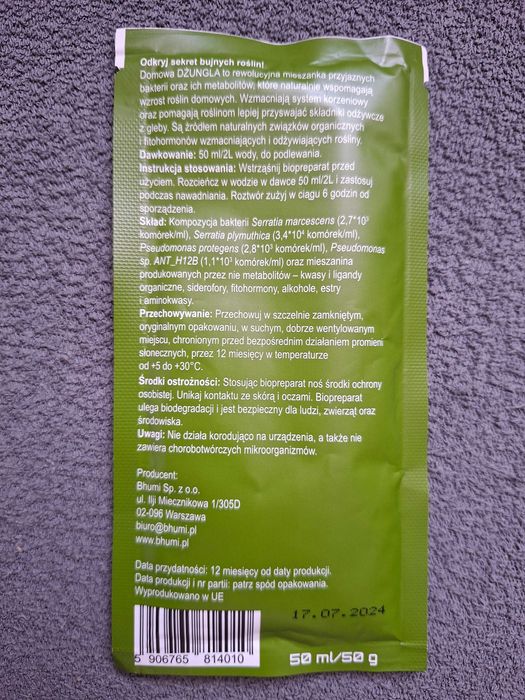 Odkryj sekret bujnych roślin!
Domowa DŻUNGLA to rewolucyjna mieszanka przyjaznych
bakterii oraz ich metabolitów, które naturalnie wspomagają
wzrost roślin domowych. Wzmacniają system korzeniowy
oraz pomagają roślinom lepiej przyswajać składniki odżywcze
z gleby. Są źródłem naturalnych związków organicznych
i fitohormonów wzmacniających i odżywiających rośliny.
Dawkowanie: 50 ml/2L wody, do podlewania.
Instrukcja stosowania: Wstrząśnij biopreparat przed
użyciem. Rozcieńcz w wodzie w dawce 50 ml/2L i zastosuj
podczas nawadniania. Roztwór zużyj w ciągu 6 godzin od
sporządzenia.
Skład: Kompozycja bakterii Serratia marcescens (2,7*10³
komórek/ml), Serratia plymuthica (3,4*10⁴ komórek/ml),
Pseudomonas protegens (2,8*10³ komórek/ml), Pseudomonas
sp. ANT_H12B (1,1*10³ komórek/ml) oraz mieszanina
produkowanych przez nie metabolitów – kwasy i ligandy
organiczne, siderofory, fitohormony, alkohole, estry
i aminokwasy.
Przechowywanie: Przechowuj w szczelnie zamkniętym,
oryginalnym opakowaniu, w suchym, dobrze wentylowanym
miejscu, chronionym przed bezpośrednim działaniem promieni
słonecznych, przez 12 miesięcy w temperaturze
od +5 do +30°C.
Środki ostrożności: Stosując biopreparat noś środki ochrony
osobistej. Unikaj kontaktu ze skórą i oczami. Biopreparat
ulega biodegradacji i jest bezpieczny dla ludzi, zwierząt oraz
środowiska.
Uwagi: Nie działa korodująco na urządzenia, a także nie
zawiera chorobotwórczych mikroorganizmów.
Producent:
Bhumi Sp. z o.o.
ul. Ilji Miecznikowa 1/305D
02-096 Warszawa
biuro@bhumi.pl
www.bhumi.pl
Data przydatności: 12 miesięcy od daty produkcji.
Data produkcji i nr partii: patrz spód opakowania.
Wyprodukowano w UE
17.07.2024
5 906765 814010
50 ml/50 g